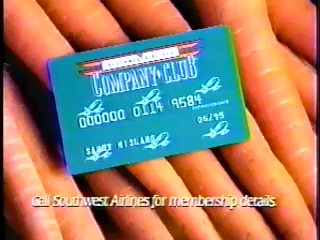 COMPANY CLUB
000000 0114 9584
06/95
Call Southwest Airlines for membership details.